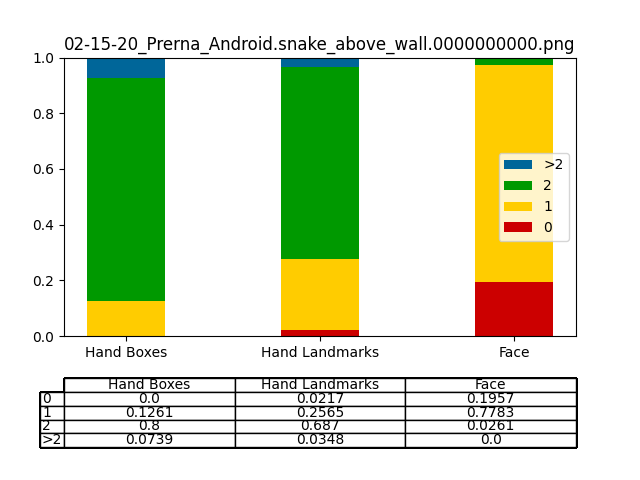 02-15-20_Prerna_Android.snake_above_wall.0000000000.png
1.0
0.8
0.6
0.4
0.2
0.0
>2
2
1
0
Hand Boxes Hand Landmarks Face
Hand Boxes Hand Landmarks Face
0 0.0 0.0217 0.1957
1 0.1261 0.2565 0.7783
2 0.8 0.687 0.0261
>2 0.0739 0.0348 0.0